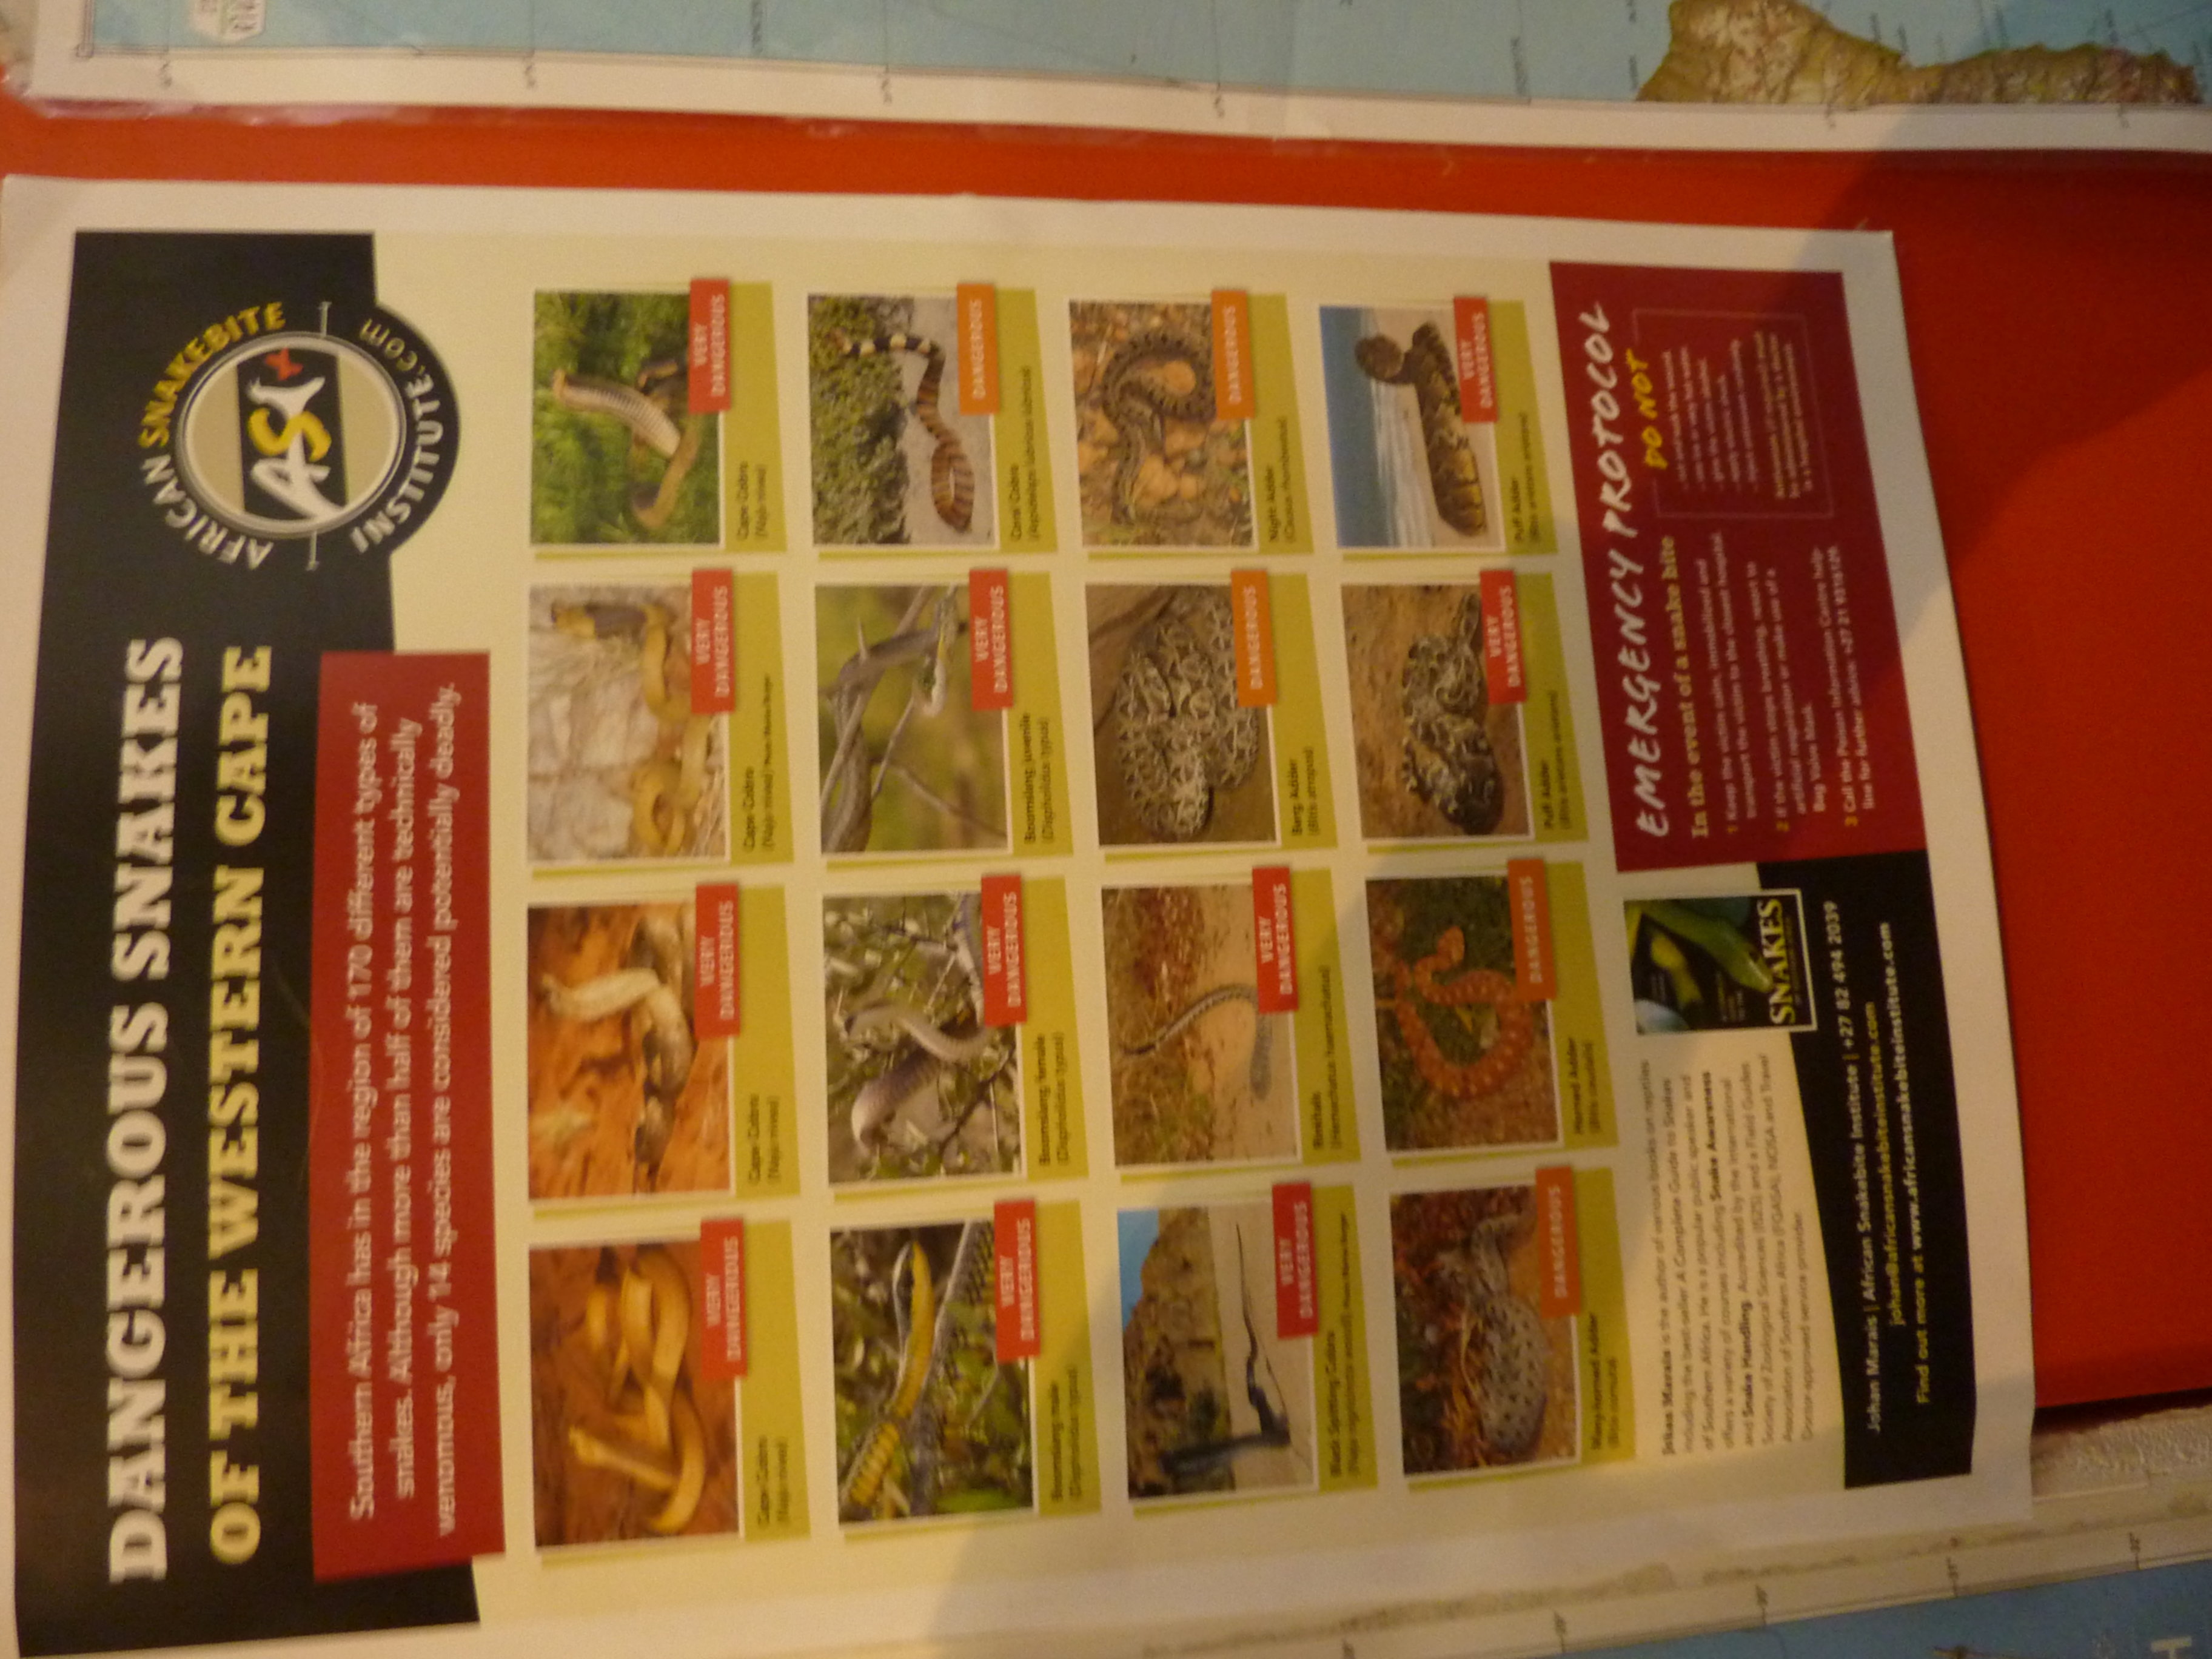 DANGEROUS SNAKES
OF THE WESTERN CAPE
AFRICAN SNAKEBITE
INSTITUTE.com
ASI
Southern Africa has in the region of 170 different types of
snakes. Although more than half of them are technically
venomous, only 14 species are considered potentially deadly.
VERY
DANGEROUS
Cape Cobra
(Naja nivea)
VERY
DANGEROUS
Cape Cobra
(Naja nivea)
VERY
DANGEROUS
Cape Cobra
(Naja nivea)
VERY
DANGEROUS
Cape Cobra
(Naja nivea)
VERY
DANGEROUS
Boomslang male
(Dispholidus typus)
VERY
DANGEROUS
Boomslang female
(Dispholidus typus)
VERY
DANGEROUS
Boomslang juvenile
(Dispholidus typus)
DANGEROUS
Coral Cobra
VERY
DANGEROUS
Black Spitting Cobra
VERY
DANGEROUS
Rinkhals
(Hemachatus haemachatus)
DANGEROUS
Berg Adder
(Bitis atropos)
DANGEROUS
Night Adder
(Causus rhombeatus)
DANGEROUS
Many-horned Adder
(Bitis cornuta)
DANGEROUS
Horned Adder
(Bitis caudalis)
VERY
DANGEROUS
Puff Adder
(Bitis arietans arietans)
VERY
DANGEROUS
Puff Adder
(Bitis arietans arietans)
Johan Marais is the author of various books on reptiles
including the best-seller A Complete Guide to Snakes
of Southern Africa. He is a popular public speaker and
offers a variety of courses including Snake Awareness
and Snake Handling. Accredited by the International
Society of Zoological Sciences (ISZS) and a Field Guides
Association of Southern Africa (FGASA), NOSA and Travel
Doctor-approved service provider.
SNAKES
EMERGENCY PROTOCOL
In the event of a snake bite
1 Keep the victim calm, immobilized and
transport the victim to the closest hospital.
2 If the victim stops breathing, resort to
artificial respiration or make use of a
Bag Valve Mask.
3 Call the Poison Information Centre help-
line for further advice: +27 21 9316129.
DO NOT
Johan Marais | African Snakebite Institute | +27 82 494 2039
johan@africansnakebiteinstitute.com
Find out more at www.africansnakebiteinstitute.com